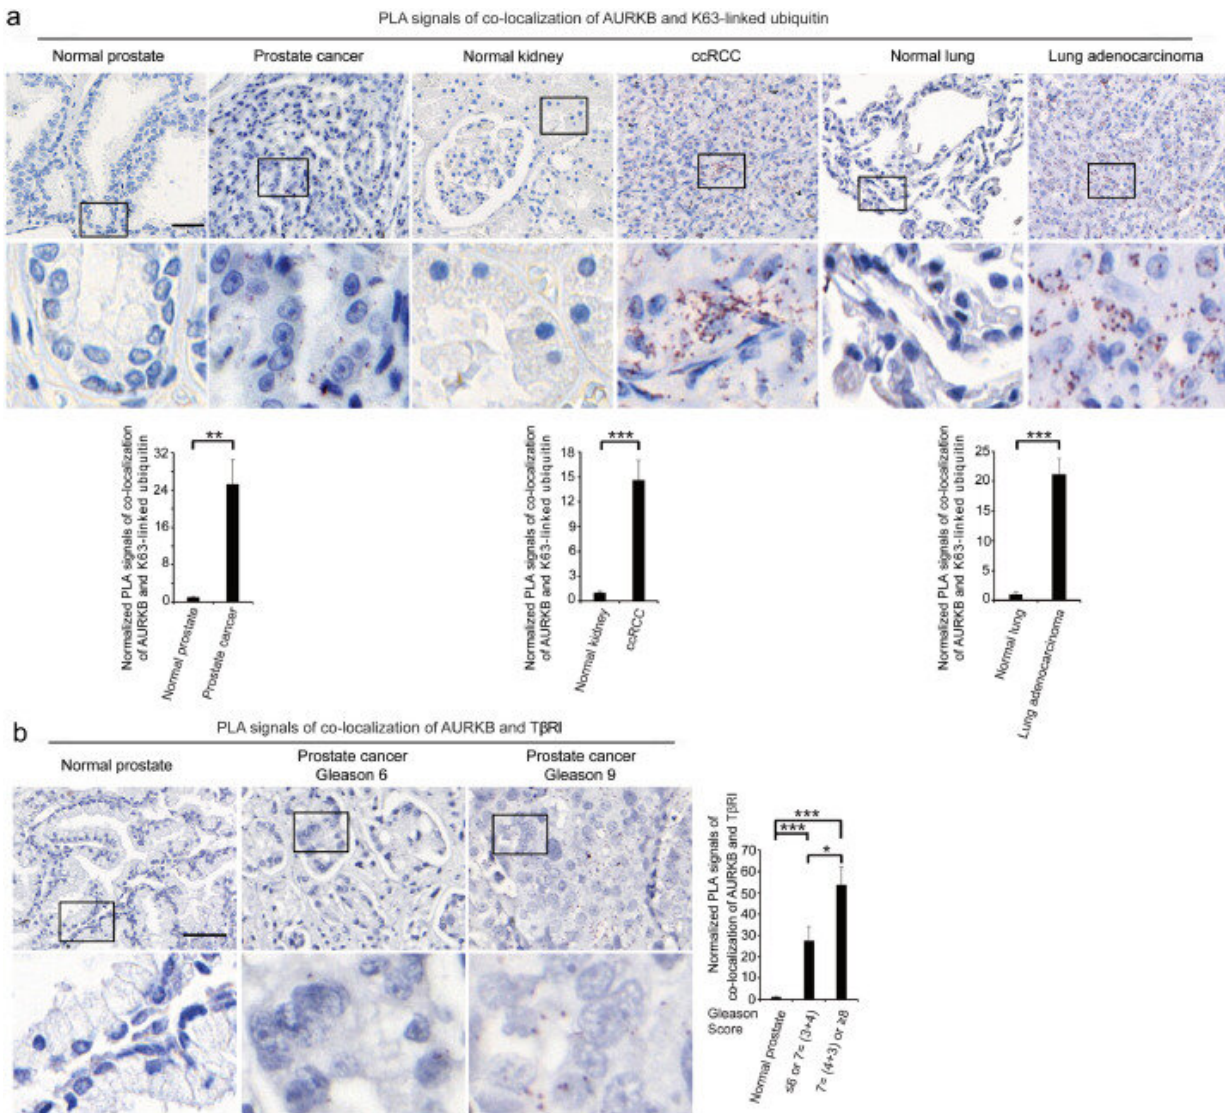 a
PLA signals of co-localization of AURKB and K63-linked ubiquitin
Normal prostate
Prostate cancer
Normal kidney
ccRCC
Normal lung
Lung adenocarcinoma
Normalized PLA signals of co-localization
of AURKB and K63-linked ubiquitin
32
24
16
8
0
**
Normal prostate
Prostate cancer
Normalized PLA signals of co-localization
of AURKB and K63-linked ubiquitin
18
15
12
9
6
3
0
***
Normal kidney
ccRCC
Normalized PLA signals of co-localization
of AURKB and K63-linked ubiquitin
25
20
15
10
5
0
***
Normal lung
Lung adenocarcinoma
b
PLA signals of co-localization of AURKB and TβRI
Normal prostate
Prostate cancer
Gleason 6
Prostate cancer
Gleason 9
Normalized PLA signals of
co-localization of AURKB and TβRI
70
60
50
40
30
20
10
0
***
***
*
Gleason
Score
Normal prostate
≤6 or 7= (3+4)
7= (4+3) or ≥8